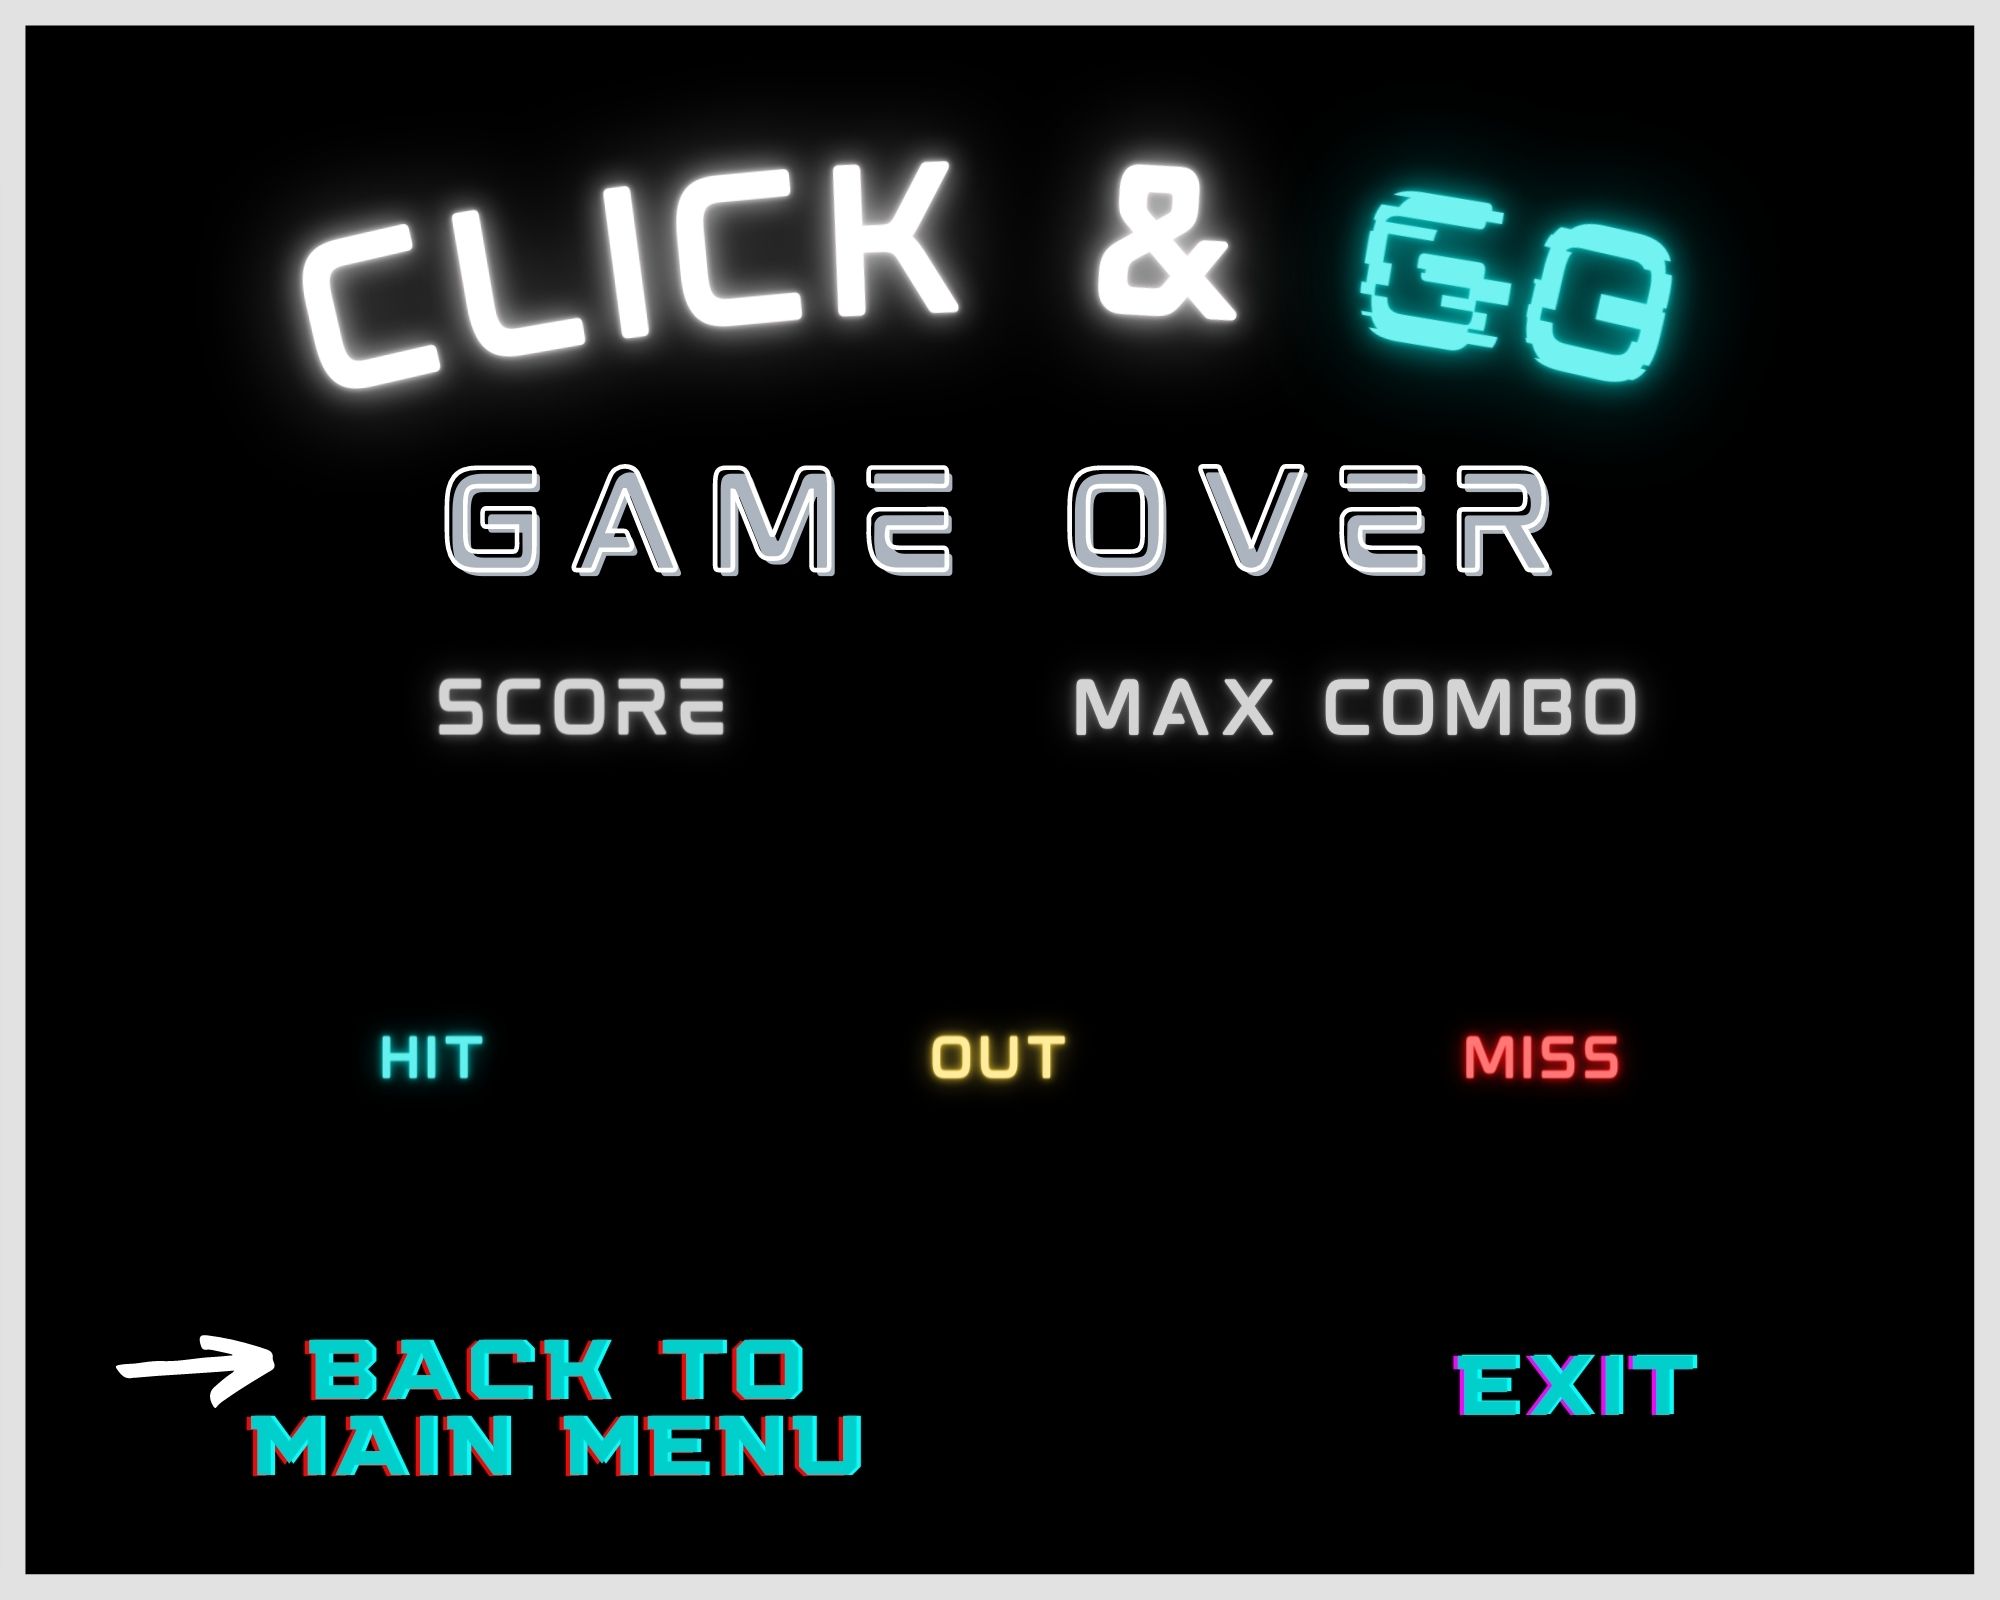 CLICK & GO
GAME OVER
SCORE MAX COMBO
HIT OUT MISS
BACK TO
MAIN MENU
EXIT